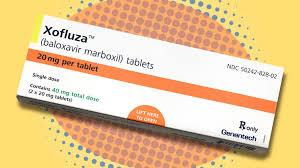 Xofluza™
(baloxavir marboxil) tablets
20 mg per tablet
NDC 50242-828-02
Single dose
Contains 40 mg total dose
(2 x 20 mg tablets)
LIFT HERE
TO OPEN
Rx only
Genentech